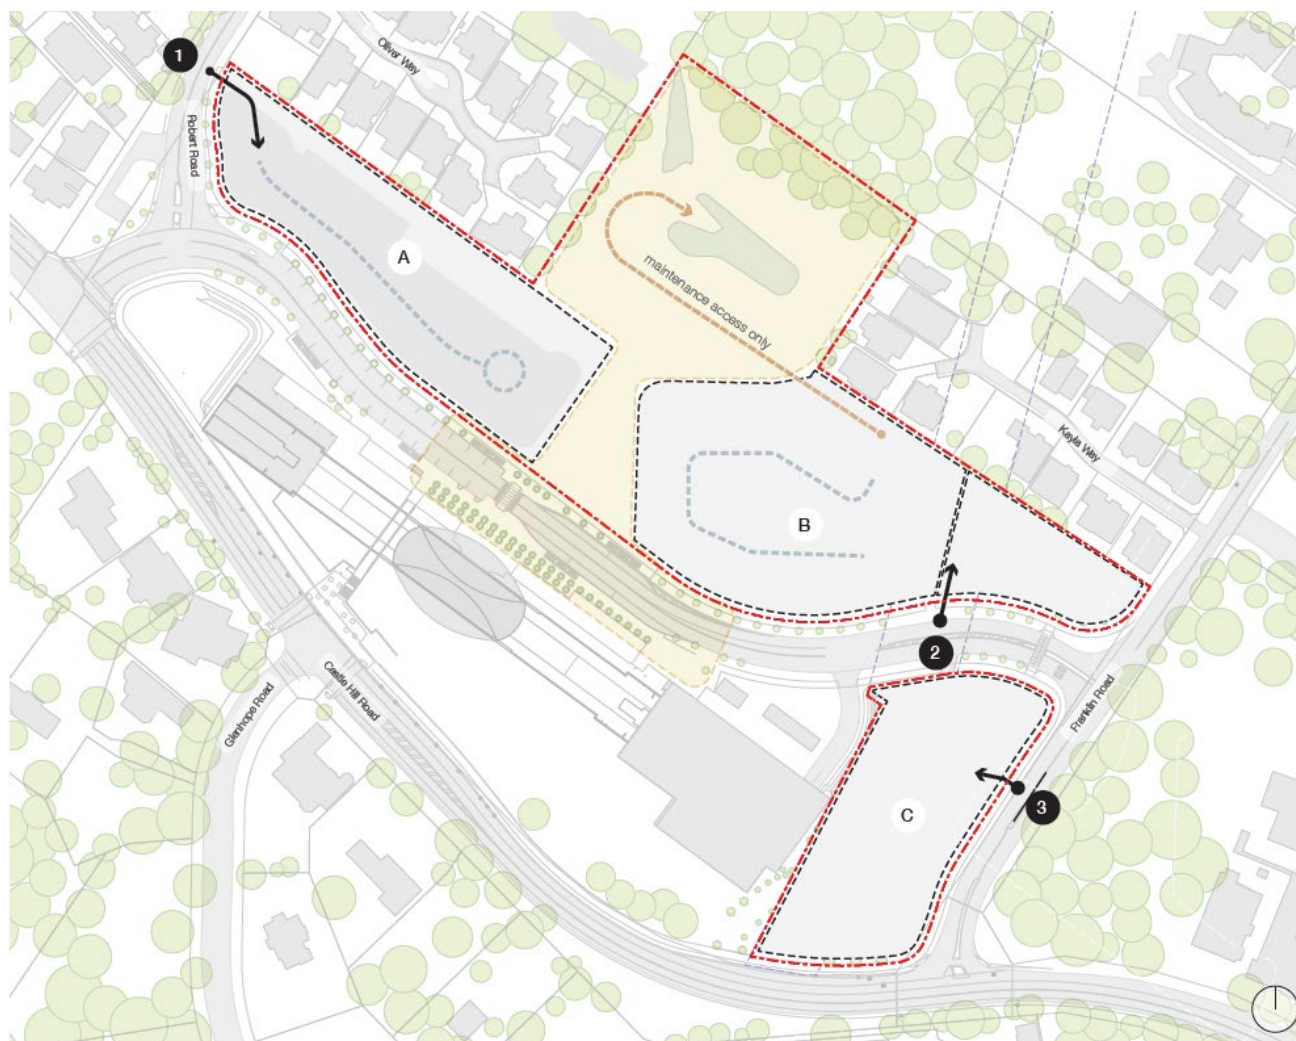 1
Oliver Way
Robert Road
A
maintenance access only
Kayla Way
B
2
Franklin Road
Glenhope Road
Castle Hill Road
C
3